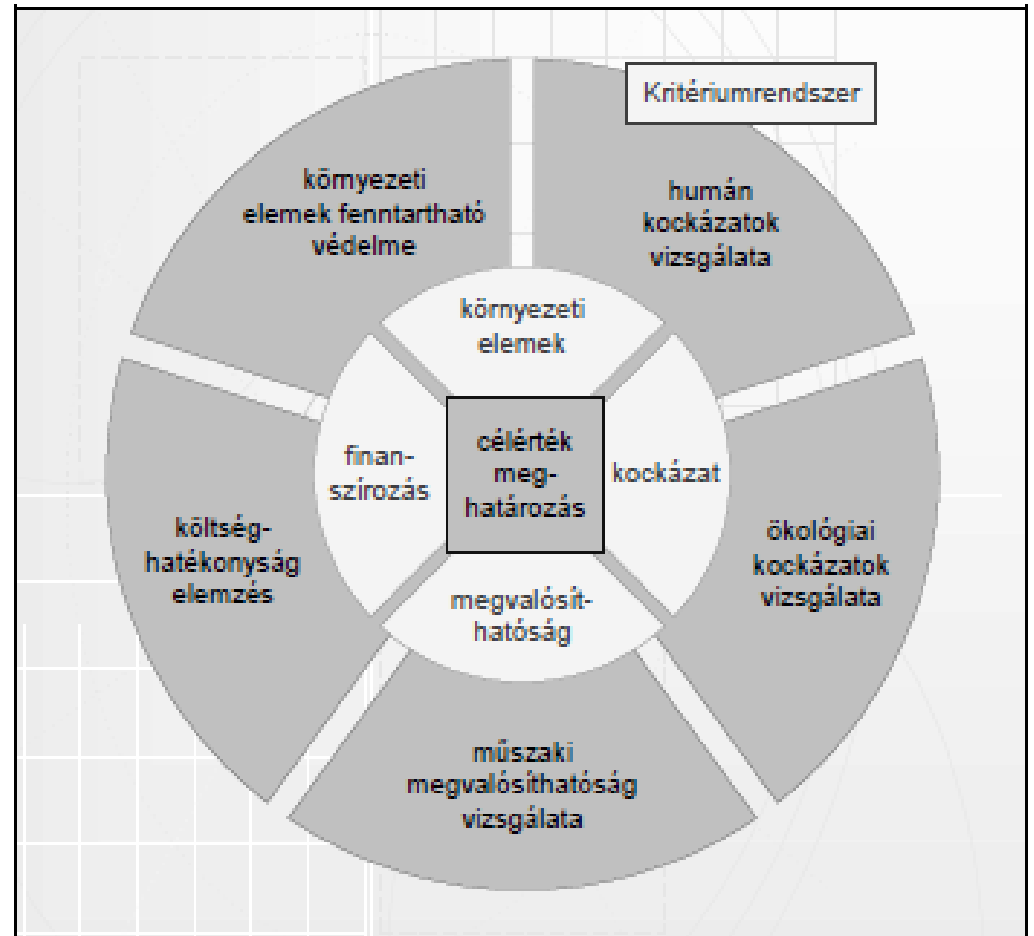 Kritériumrendszer
környezeti
elemek fenntartható
védelme
humán
kockázatok
vizsgálata
környezeti
elemek
finan-
szírozás
célérték
meg-
határozás
kockázat
megvalósít-
hatóság
költség-
hatékonyság
elemzés
ökológiai
kockázatok
vizsgálata
műszaki
megvalósíthatóság
vizsgálata